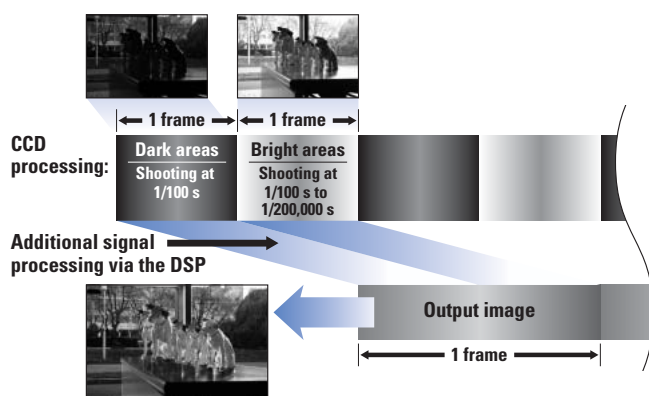 1 frame
1 frame
CCD
processing:
Dark areas
Shooting at
1/100 s
Bright areas
Shooting at
1/100 s to
1/200,000 s
Additional signal
processing via the DSP
Output image
1 frame